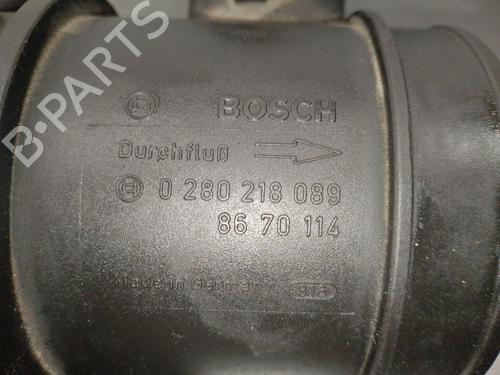 B-PARTS
BOSCH
Durchfluß
0 280 218 089
86 70 114
Made in Germany